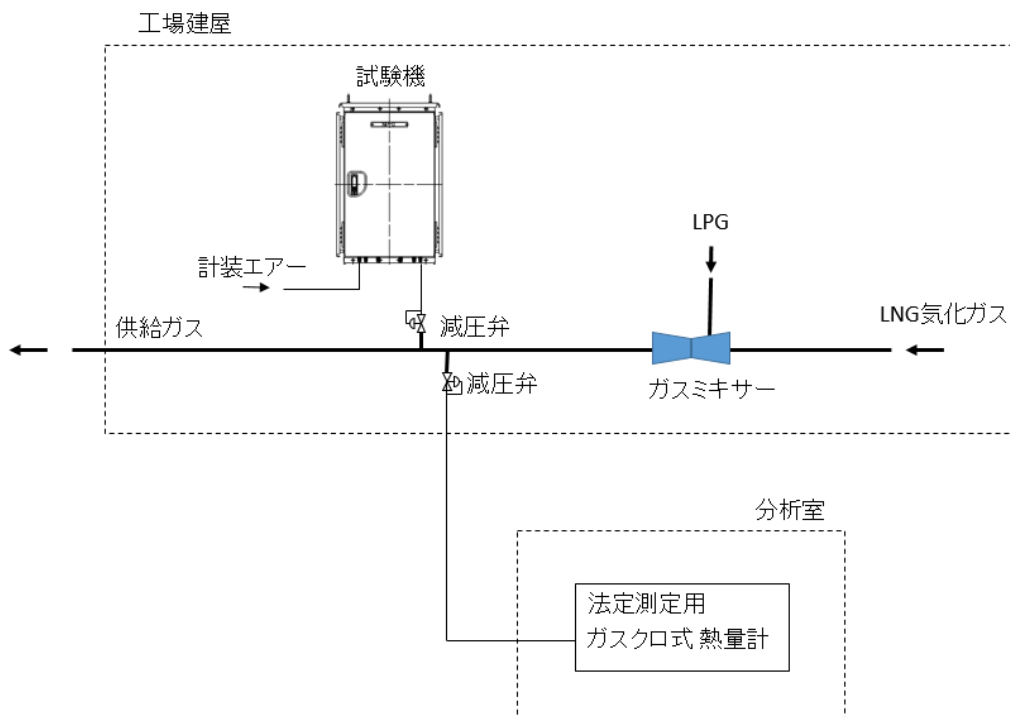 工場建屋
試験機
LPG
計装エアー
供給ガス
減圧弁
LNG気化ガス
減圧弁
ガスミキサー
分析室
法定測定用
ガスクロ式 熱量計